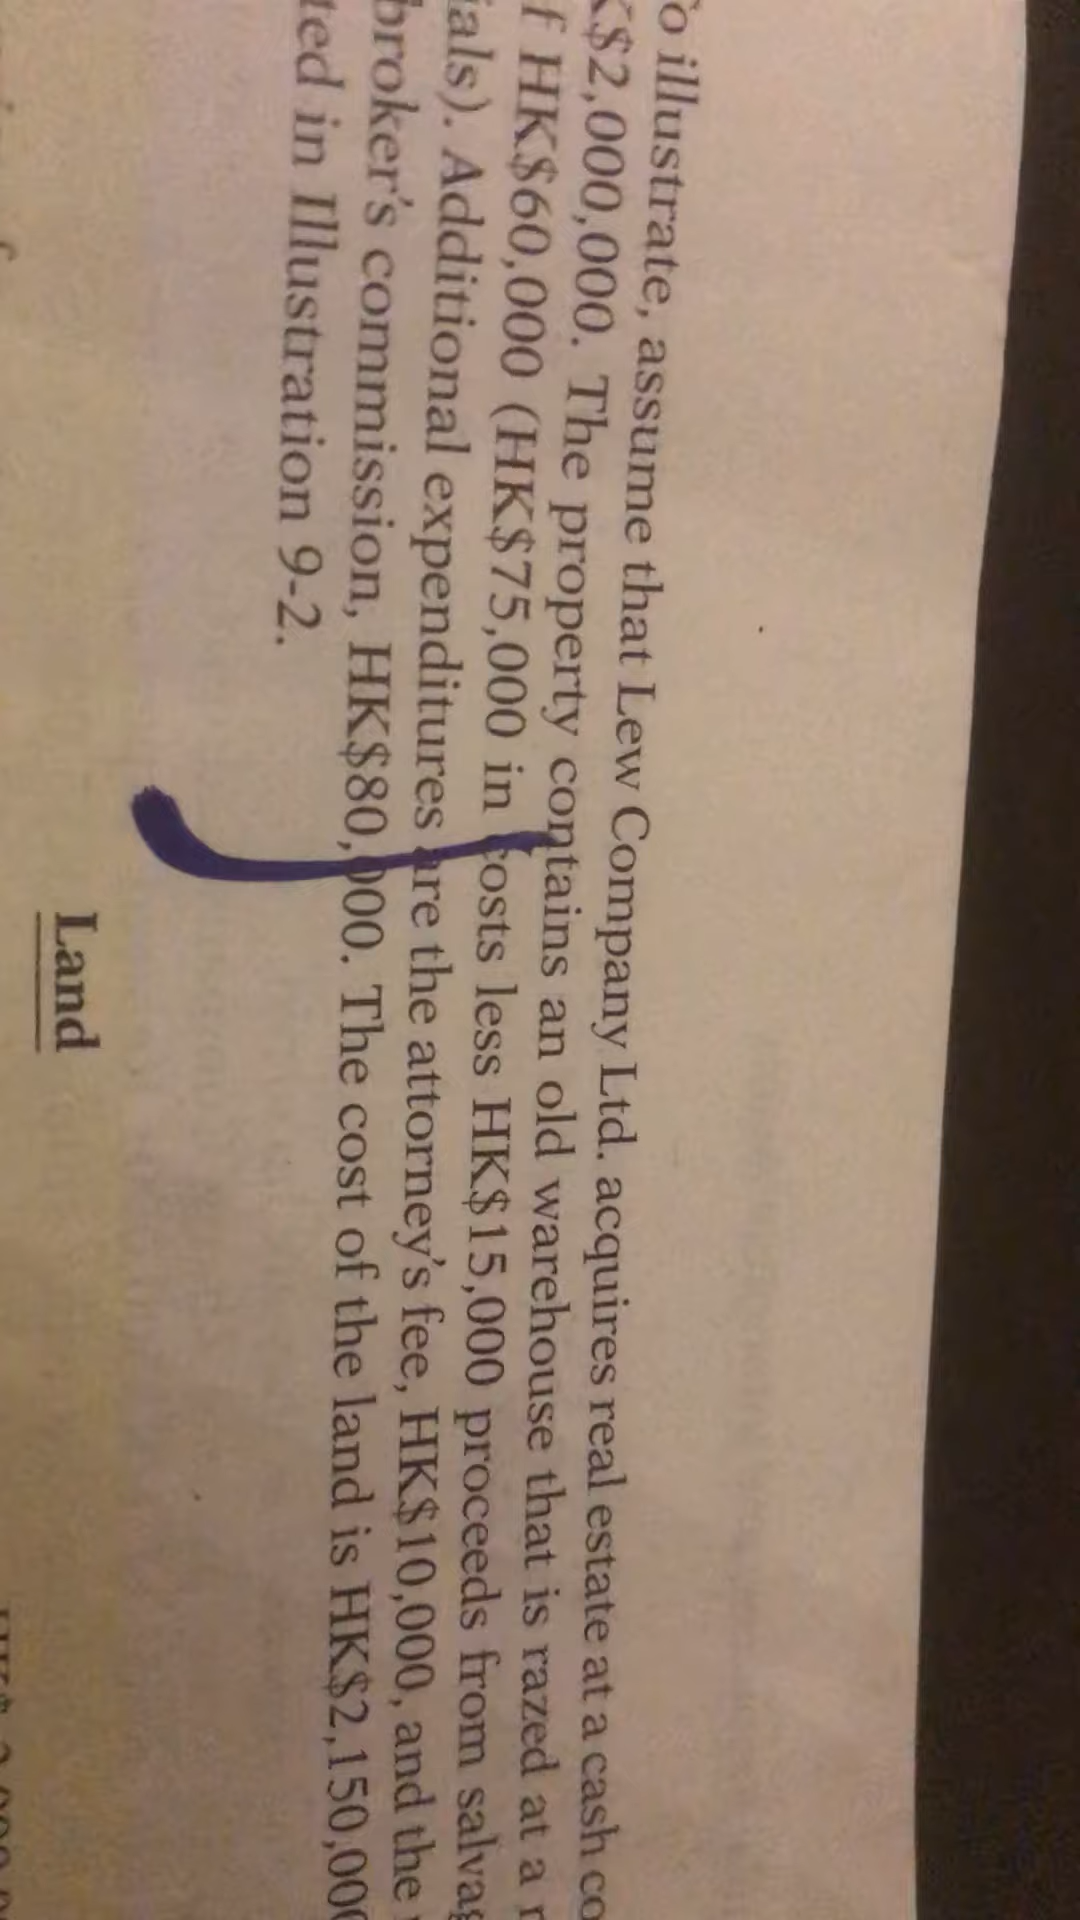 o illustrate, assume that Lew Company Ltd. acquires real estate at a cash co
K$2,000,000. The property contains an old warehouse that is razed at a
f HK$60,000 (HK$75,000 in costs less HK$15,000 proceeds from salvag
ials). Additional expenditures are the attorney's fee, HK$10,000, and the
broker's commission, HK$80,000. The cost of the land is HK$2,150,00
ted in Illustration 9-2.
Land